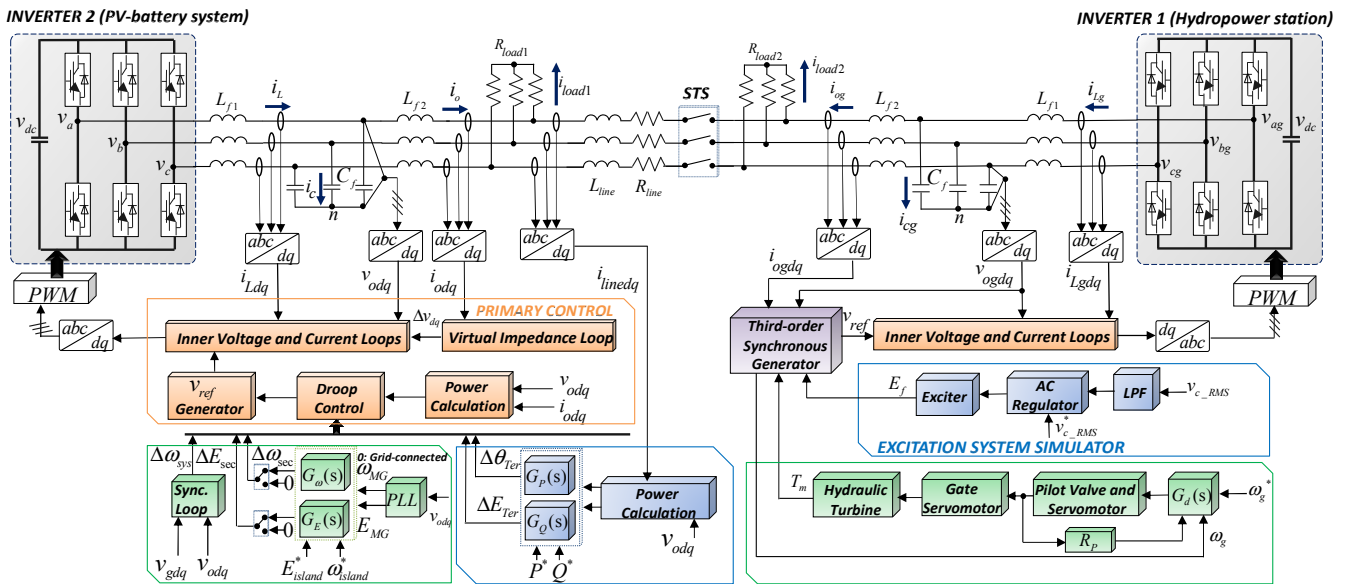 INVERTER 2 (PV-battery system)
INVERTER 1 (Hydropower station)
R_load1
R_load2
i_load1
i_load2
STS
L_f1
i_L
L_f2
i_o
i_og
L_f2
L_f1
i_Lg
v_dc
v_a
v_b
v_c
v_ag
v_bg
v_cg
v_dc
i_c
C_f
n
L_line
R_line
C_f
n
i_cg
abc/dq
abc/dq
abc/dq
abc/dq
abc/dq
abc/dq
abc/dq
i_Ldq
v_odq
i_odq
i_linedq
i_ogdq
v_ogdq
i_Lgdq
PWM
PWM
PRIMARY CONTROL
abc/dq
Inner Voltage and Current Loops
Δv_dq
Virtual Impedance Loop
Third-order
Synchronous
Generator
v_ref
Inner Voltage and Current Loops
dq/abc
v_ref
Generator
Droop
Control
Power
Calculation
v_odq
i_odq
E_f
Exciter
AC
Regulator
LPF
v_c_RMS
v*_c_RMS
EXCITATION SYSTEM SIMULATOR
Δω_sys
ΔE_sec
Δω_sec
0: Grid-connected
G_ω(s)
ω_MG
0
Sync.
Loop
PLL
v_odq
G_E(s)
E_MG
0
v_gdq
v_odq
E*_island
ω*_island
Δθ_Ter
G_P(s)
ΔE_Ter
G_Q(s)
Power
Calculation
v_odq
P*
Q*
T_m
Hydraulic
Turbine
Gate
Servomotor
Pilot Valve and
Servomotor
G_d(s)
ω_g*
R_P
ω_g